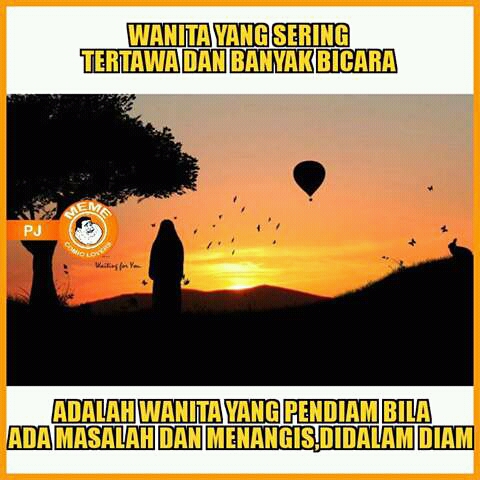 WANITA YANG SERING
TERTAWA DAN BANYAK BICARA
PJ
MEME
COMIC LOVERS
Waiting for You
ADALAH WANITA YANG PENDIAM BILA
ADA MASALAH DAN MENANGIS,DIDALAM DIAM